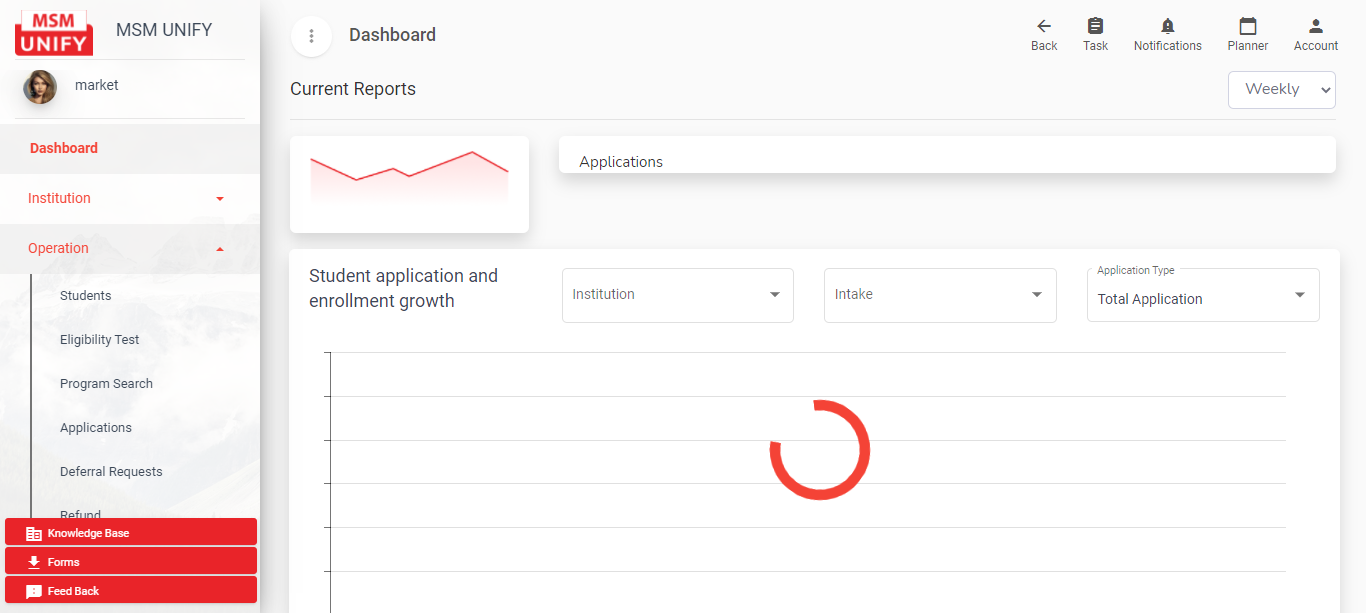 MSM
UNIFY
MSM UNIFY
market
Dashboard
Institution
Operation
Students
Eligibility Test
Program Search
Applications
Deferral Requests
Refund
Knowledge Base
Forms
Feed Back
Dashboard
Back
Task
Notifications
Planner
Account
Current Reports
Weekly
Applications
Student application and
enrollment growth
Institution
Intake
Application Type
Total Application